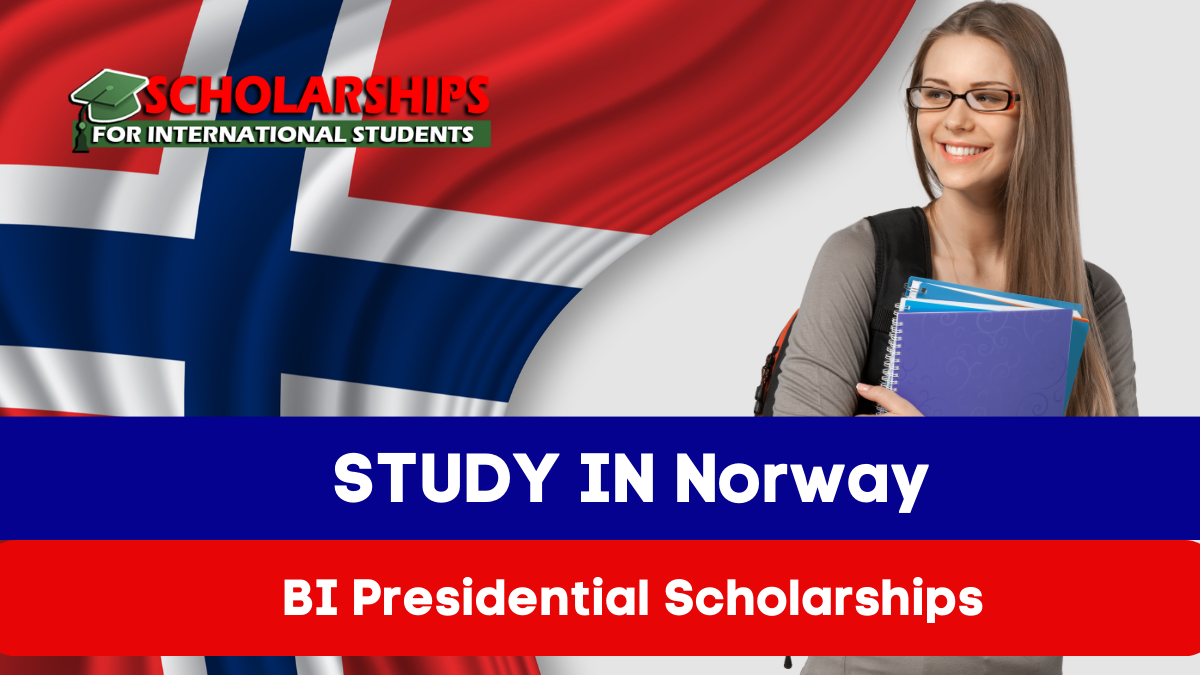 SCHOLARSHIPS
FOR INTERNATIONAL STUDENTS
STUDY IN Norway
BI Presidential Scholarships